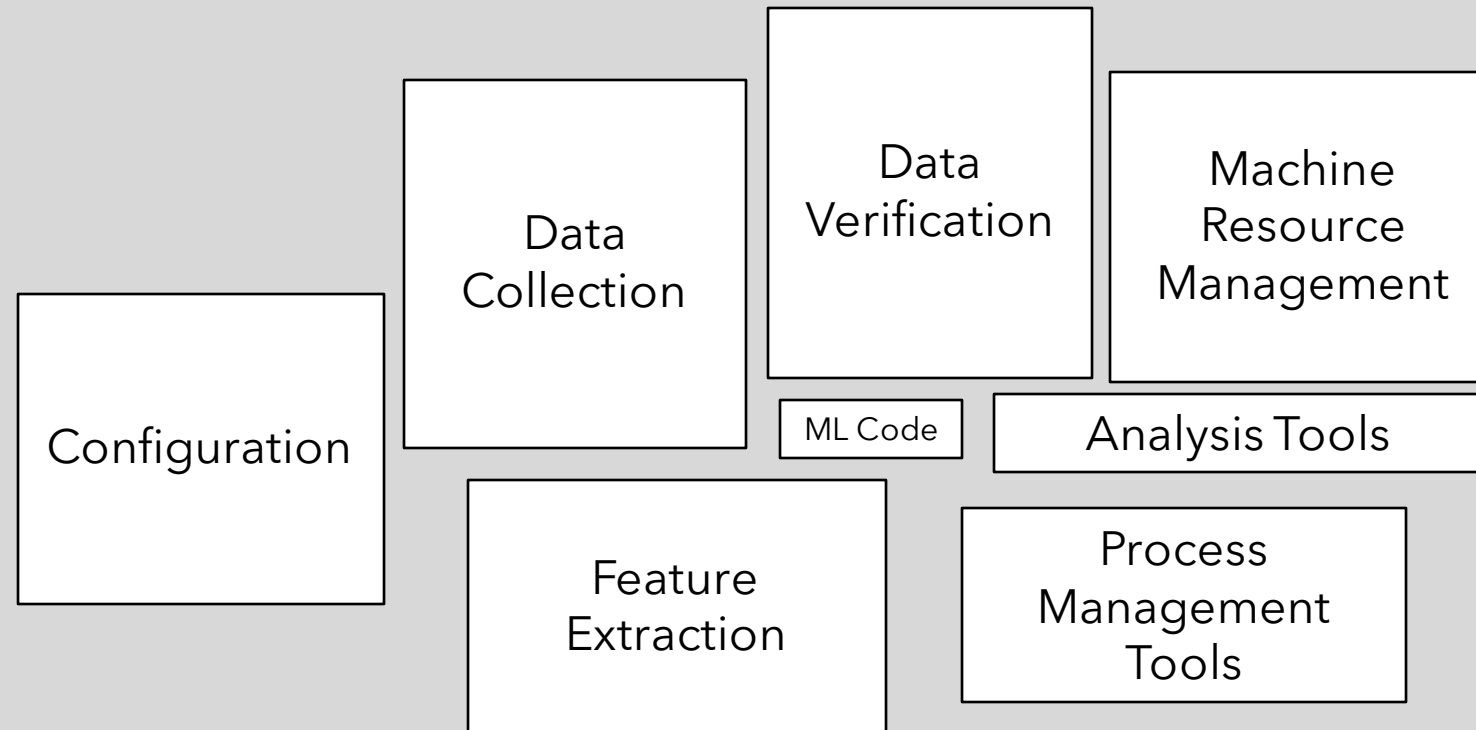 Data
Verification
Machine
Resource
Management
Data
Collection
Configuration
ML Code
Analysis Tools
Feature
Extraction
Process
Management
Tools